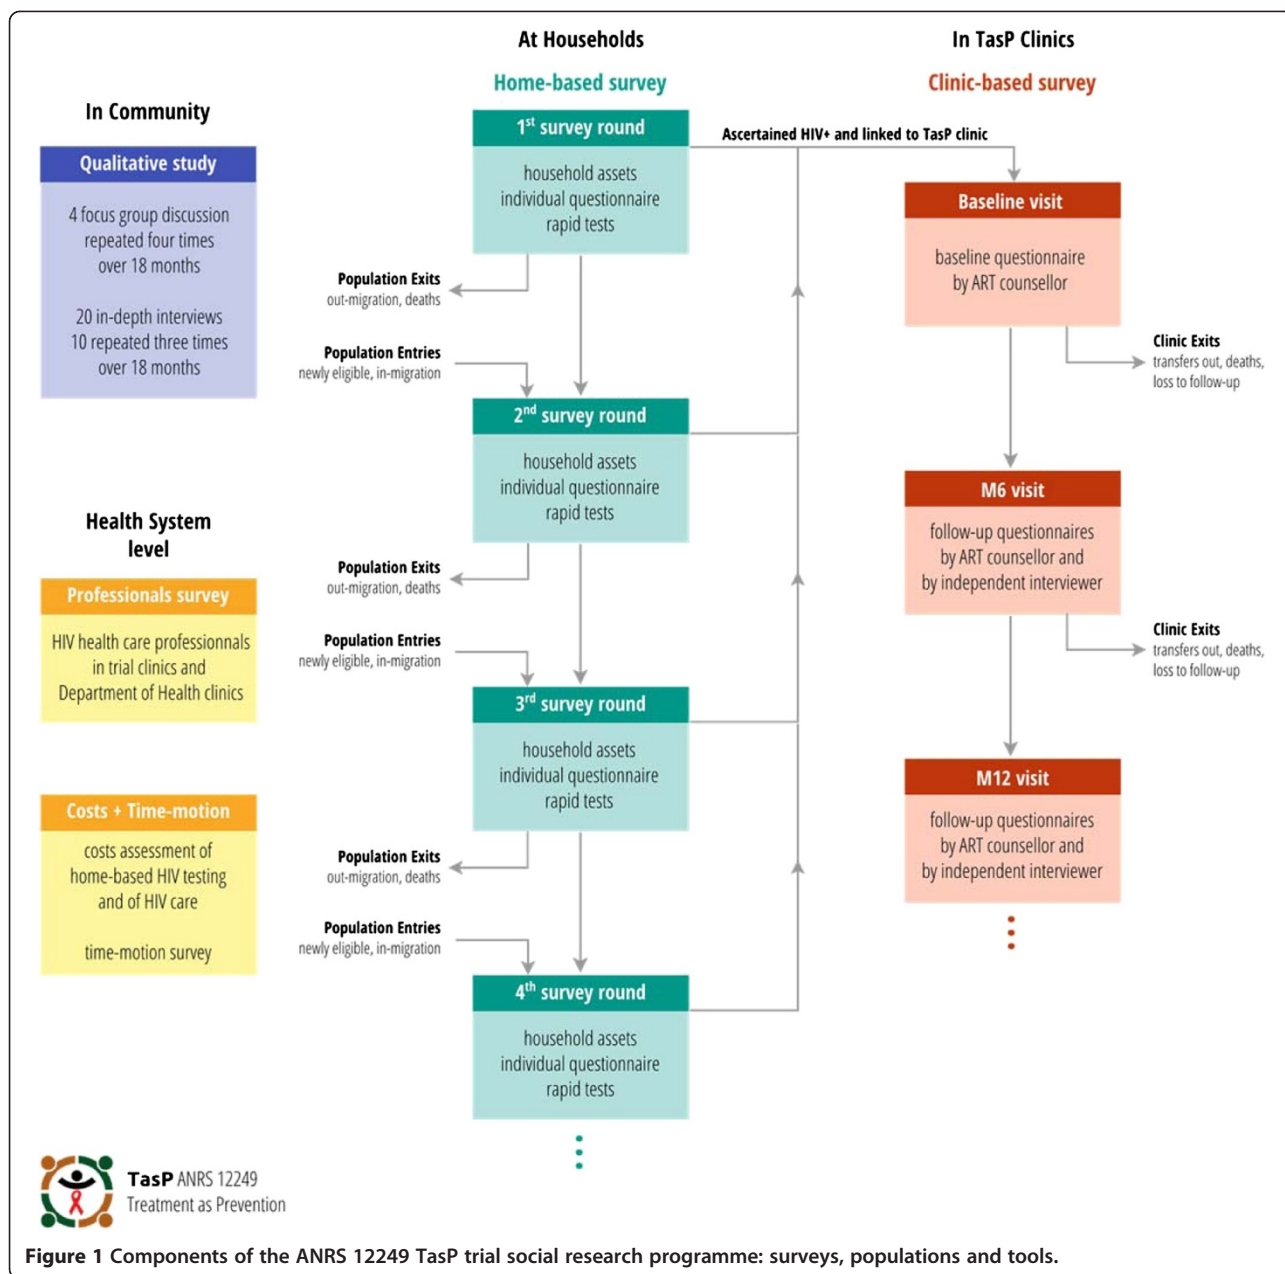 In Community
Qualitative study
4 focus group discussion
repeated four times
over 18 months
20 in-depth interviews
10 repeated three times
over 18 months
Health System
level
Professionals survey
HIV health care professionnals
in trial clinics and
Department of Health clinics
Costs + Time-motion
costs assessment of
home-based HIV testing
and of HIV care
time-motion survey
At Households
Home-based survey
1st survey round
household assets
individual questionnaire
rapid tests
Population Exits
out-migration, deaths
Population Entries
newly eligible, in-migration
2nd survey round
household assets
individual questionnaire
rapid tests
Population Exits
out-migration, deaths
Population Entries
newly eligible, in-migration
3rd survey round
household assets
individual questionnaire
rapid tests
Population Exits
out-migration, deaths
Population Entries
newly eligible, in-migration
4th survey round
household assets
individual questionnaire
rapid tests
In TasP Clinics
Clinic-based survey
Ascertained HIV+ and linked to TasP clinic
Baseline visit
baseline questionnaire
by ART counsellor
Clinic Exits
transfers out, deaths,
loss to follow-up
M6 visit
follow-up questionnaires
by ART counsellor and
by independent interviewer
Clinic Exits
transfers out, deaths,
loss to follow-up
M12 visit
follow-up questionnaires
by ART counsellor and
by independent interviewer
TasP ANRS 12249
Treatment as Prevention
Figure 1 Components of the ANRS 12249 TasP trial social research programme: surveys, populations and tools.